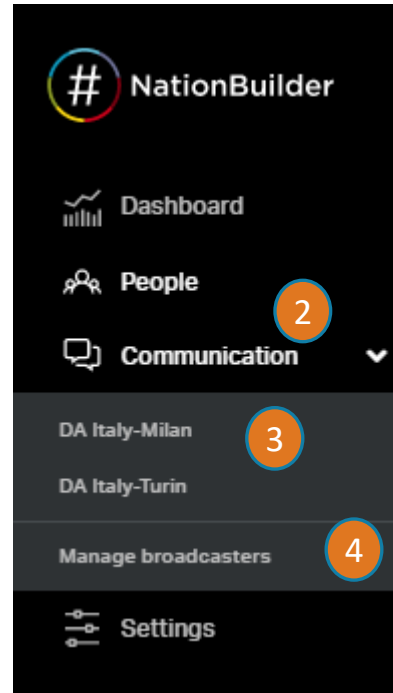 # NationBuilder
Dashboard
People
2
Communication
DA Italy-Milan
3
DA Italy-Turin
Manage broadcasters
4
Settings